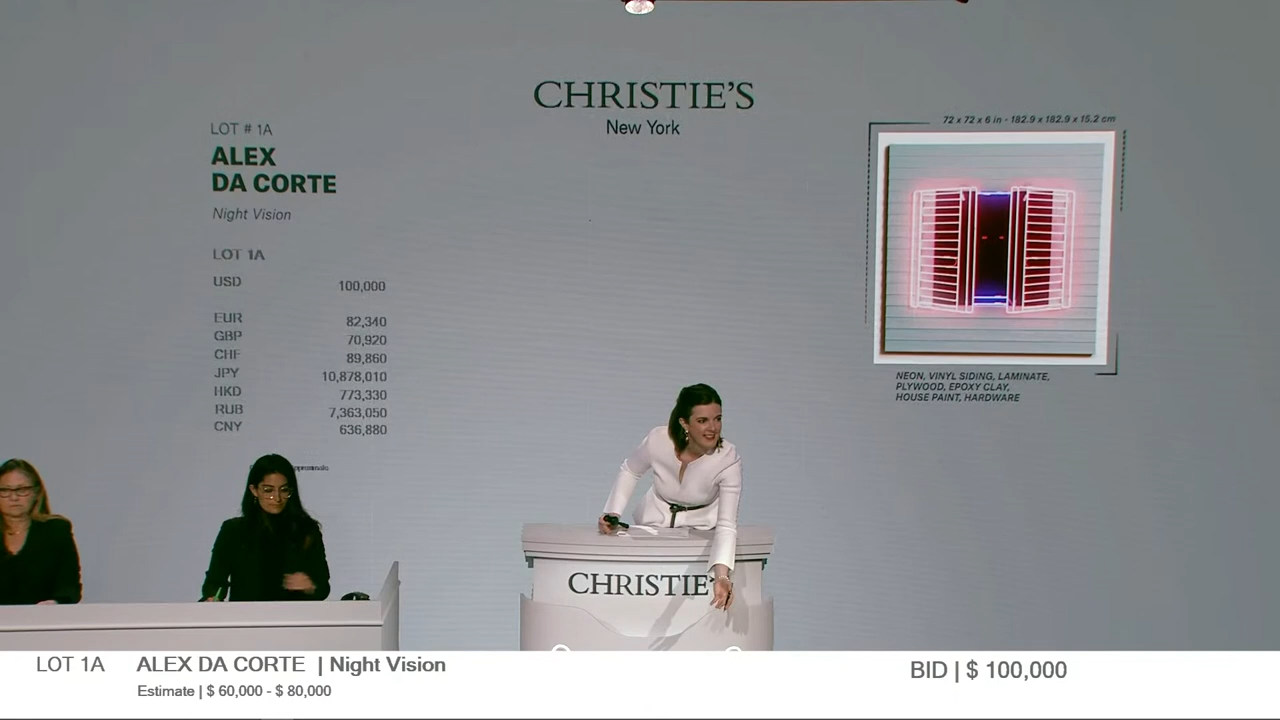 CHRISTIE'S
New York
LOT # 1A
ALEX
DA CORTE
Night Vision
LOT 1A
USD 100,000
EUR 82,340
GBP 70,920
CHF 89,860
JPY 10,878,010
HKD 773,330
RUB 7,363,050
CNY 636,880
72 x 72 x 6 in - 182.9 x 182.9 x 15.2 cm
NEON, VINYL SIDING, LAMINATE,
PLYWOOD, EPOXY CLAY,
HOUSE PAINT, HARDWARE
CHRISTIE'
LOT 1A ALEX DA CORTE | Night Vision
Estimate | $ 60,000 - $ 80,000
BID | $ 100,000